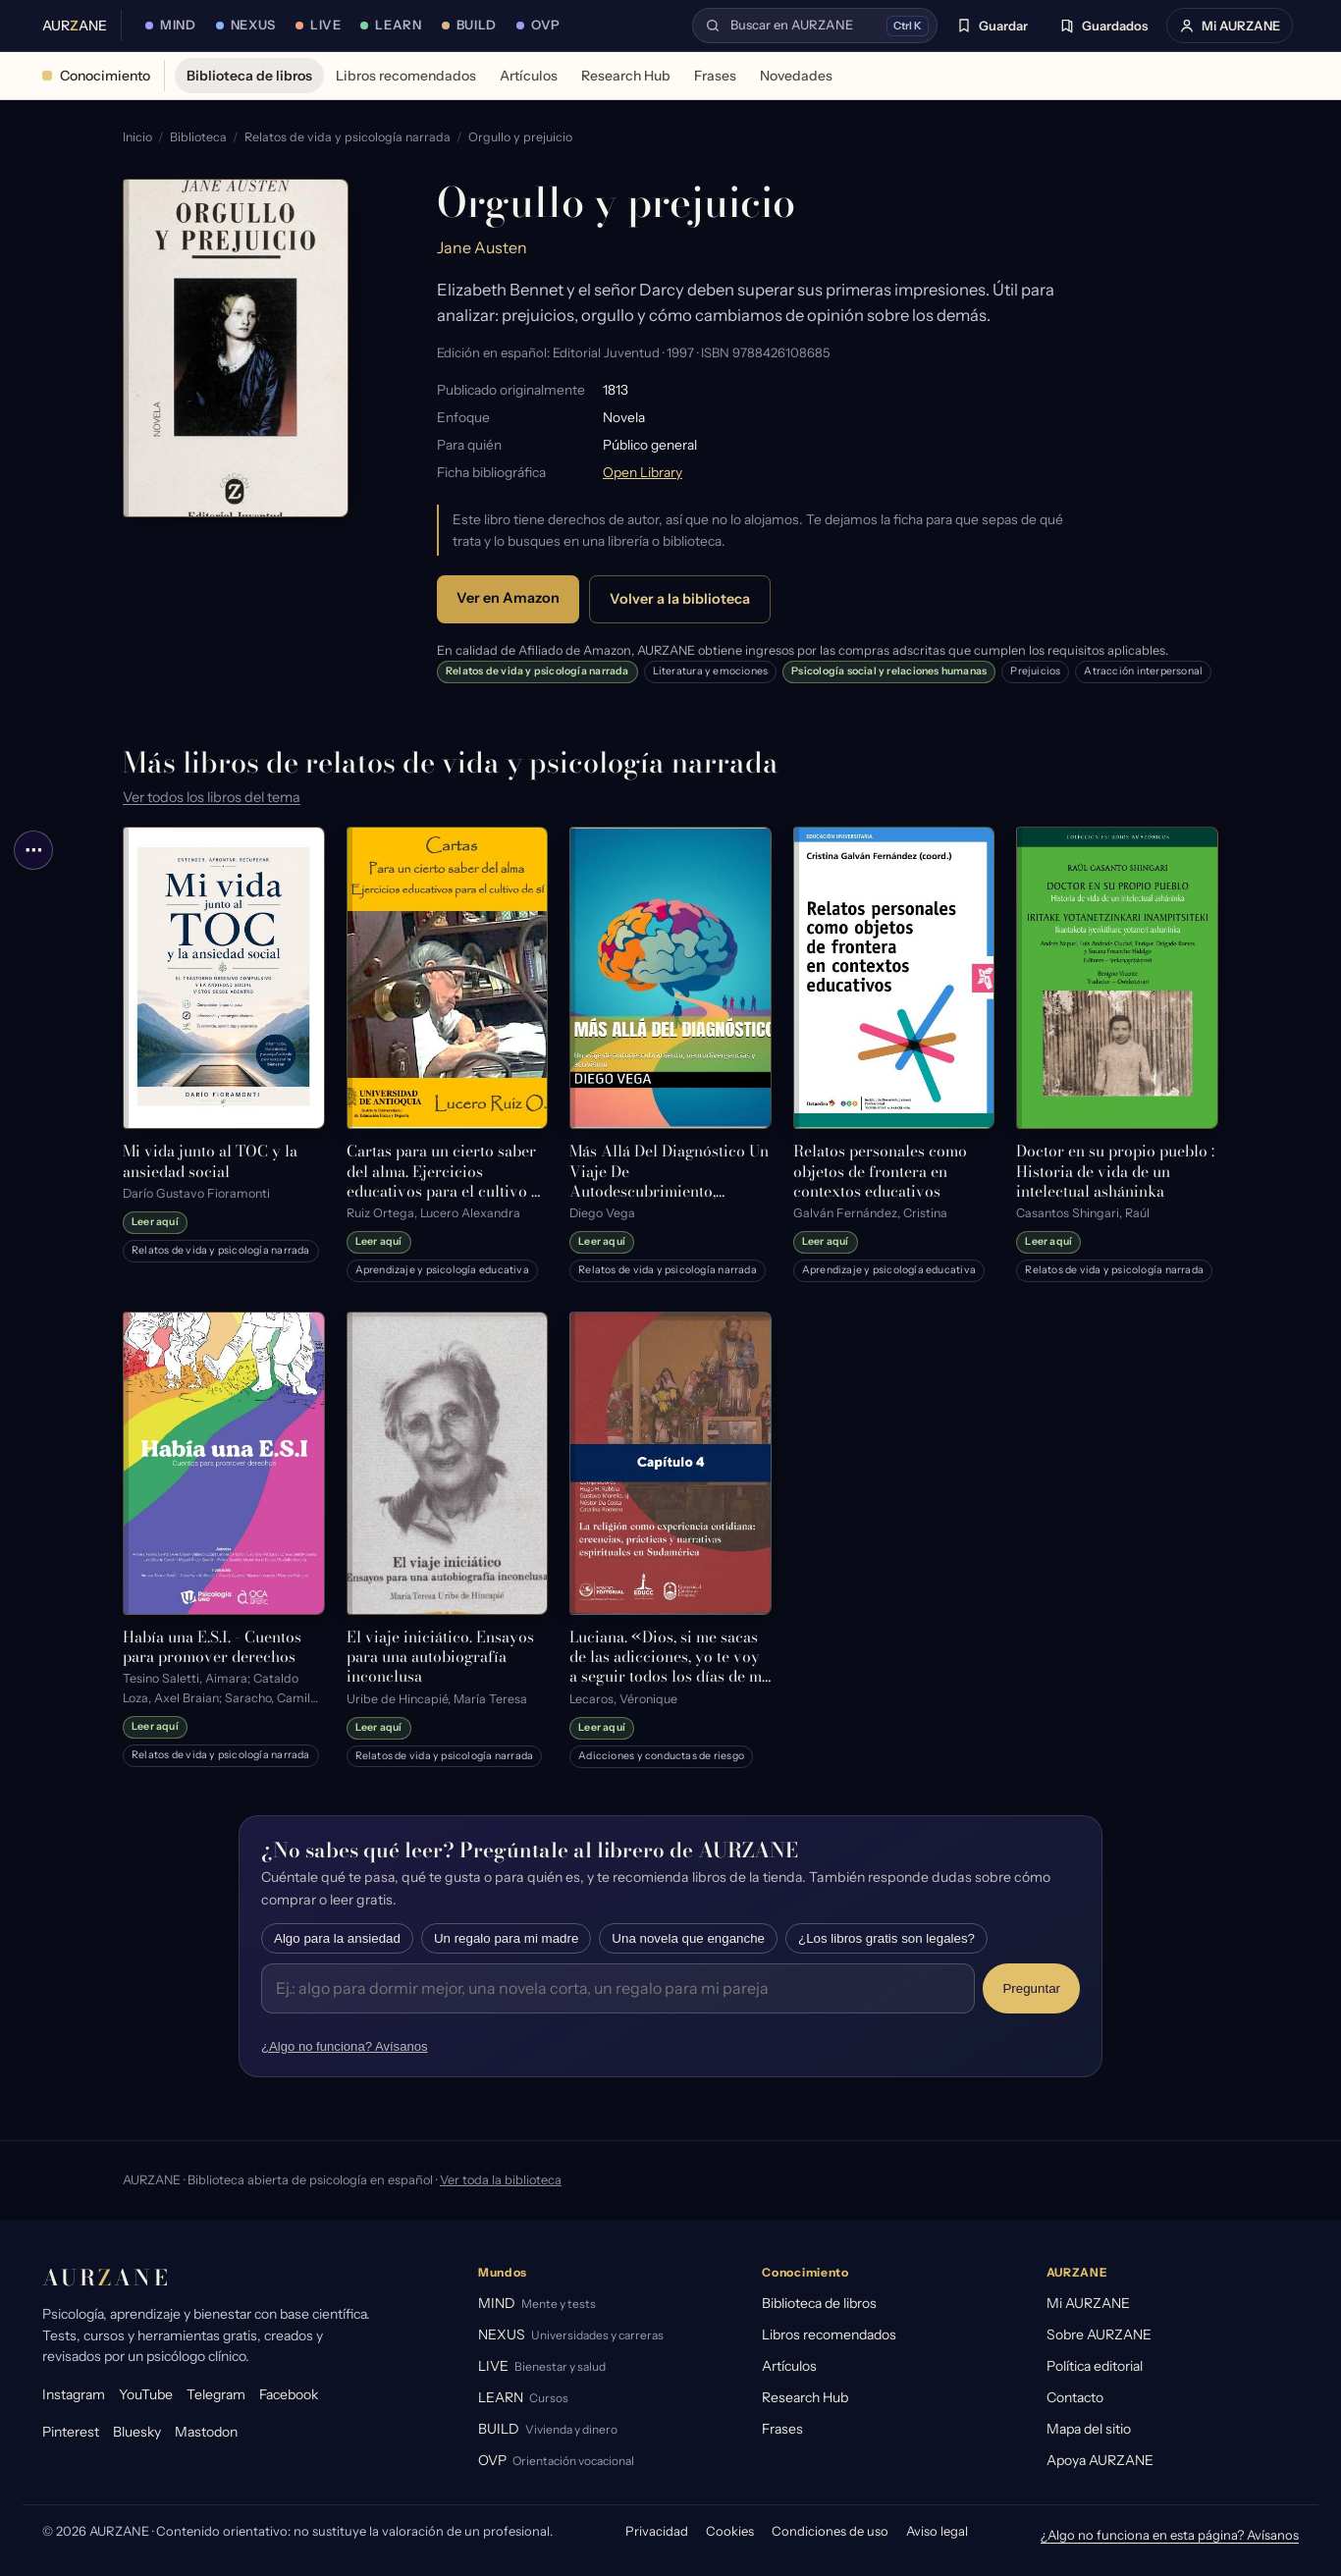 AURZANE MIND NEXUS LIVE LEARN BUILD OVP Buscar en AURZANE Ctrl K Guardar Guardados Mi AURZANE
Conocimiento Biblioteca de libros Libros recomendados Artículos Research Hub Frases Novedades
Inicio / Biblioteca / Relatos de vida y psicología narrada / Orgullo y prejuicio
JANE AUSTEN
ORGULLO
Y PREJUICIO
NOVELA
Editorial Juventud
Orgullo y prejuicio
Jane Austen
Elizabeth Bennet y el señor Darcy deben superar sus primeras impresiones. Útil para
analizar: prejuicios, orgullo y cómo cambiamos de opinión sobre los demás.
Edición en español: Editorial Juventud · 1997 · ISBN 9788426108685
Publicado originalmente 1813
Enfoque Novela
Para quién Público general
Ficha bibliográfica Open Library
Este libro tiene derechos de autor, así que no lo alojamos. Te dejamos la ficha para que sepas de qué
trata y lo busques en una librería o biblioteca.
Ver en Amazon Volver a la biblioteca
En calidad de Afiliado de Amazon, AURZANE obtiene ingresos por las compras adscritas que cumplen los requisitos aplicables.
Relatos de vida y psicología narrada Literatura y emociones Psicología social y relaciones humanas Prejuicios Atracción interpersonal
Más libros de relatos de vida y psicología narrada
Ver todos los libros del tema
ENTENDER, AFRONTAR, RECUPERAR
Mi vida
junto al
TOC
y la ansiedad social
DARÍO FIORAMONTI
Cartas
Para un cierto saber del alma
Ejercicios educativos para el cultivo de sí
UNIVERSIDAD
DE ANTIOQUIA
Lucero Ruiz O.
MÁS ALLÁ DEL DIAGNÓSTICO
DIEGO VEGA
EDUCACIÓN UNIVERSITARIA
Cristina Galván Fernández (coord.)
Relatos personales
como objetos
de frontera
en contextos
educativos
Octaedro
RAÚL CASANTO SHINGARI
DOCTOR EN SU PROPIO PUEBLO
Historia de vida de un intelectual asháninka
IRITAKE YOTANETZINKARI INAMPITSITEKI
Mi vida junto al TOC y la
ansiedad social
Darío Gustavo Fioramonti
Leer aquí
Relatos de vida y psicología narrada
Cartas para un cierto saber
del alma. Ejercicios
educativos para el cultivo ...
Ruiz Ortega, Lucero Alexandra
Leer aquí
Aprendizaje y psicología educativa
Más Allá Del Diagnóstico Un
Viaje De
Autodescubrimiento,...
Diego Vega
Leer aquí
Relatos de vida y psicología narrada
Relatos personales como
objetos de frontera en
contextos educativos
Galván Fernández, Cristina
Leer aquí
Aprendizaje y psicología educativa
Doctor en su propio pueblo :
Historia de vida de un
intelectual asháninka
Casantos Shingari, Raúl
Leer aquí
Relatos de vida y psicología narrada
Había una E.S.I
Cuentos para promover derechos
Psicología
OCA
El viaje iniciático
Ensayos para una autobiografía inconclusa
María Teresa Uribe de Hincapié
Capítulo 4
La religión como experiencia cotidiana:
creencias, prácticas y narrativas
espirituales en Sudamérica
EDUCC
Había una E.S.I. - Cuentos
para promover derechos
Tesino Saletti, Aimara; Cataldo
Loza, Axel Braian; Saracho, Camil...
Leer aquí
Relatos de vida y psicología narrada
El viaje iniciático. Ensayos
para una autobiografía
inconclusa
Uribe de Hincapié, María Teresa
Leer aquí
Relatos de vida y psicología narrada
Luciana. «Dios, si me sacas
de las adicciones, yo te voy
a seguir todos los días de m...
Lecaros, Véronique
Leer aquí
Adicciones y conductas de riesgo
¿No sabes qué leer? Pregúntale al librero de AURZANE
Cuéntale qué te pasa, qué te gusta o para quién es, y te recomienda libros de la tienda. También responde dudas sobre cómo
comprar o leer gratis.
Algo para la ansiedad Un regalo para mi madre Una novela que enganche ¿Los libros gratis son legales?
Ej.: algo para dormir mejor, una novela corta, un regalo para mi pareja Preguntar
¿Algo no funciona? Avísanos
AURZANE · Biblioteca abierta de psicología en español · Ver toda la biblioteca
AURZANE
Psicología, aprendizaje y bienestar con base científica.
Tests, cursos y herramientas gratis, creados y
revisados por un psicólogo clínico.
Instagram YouTube Telegram Facebook
Pinterest Bluesky Mastodon
Mundos
MIND Mente y tests
NEXUS Universidades y carreras
LIVE Bienestar y salud
LEARN Cursos
BUILD Vivienda y dinero
OVP Orientación vocacional
Conocimiento
Biblioteca de libros
Libros recomendados
Artículos
Research Hub
Frases
AURZANE
Mi AURZANE
Sobre AURZANE
Política editorial
Contacto
Mapa del sitio
Apoya AURZANE
© 2026 AURZANE · Contenido orientativo: no sustituye la valoración de un profesional.
Privacidad Cookies Condiciones de uso Aviso legal
¿Algo no funciona en esta página? Avísanos